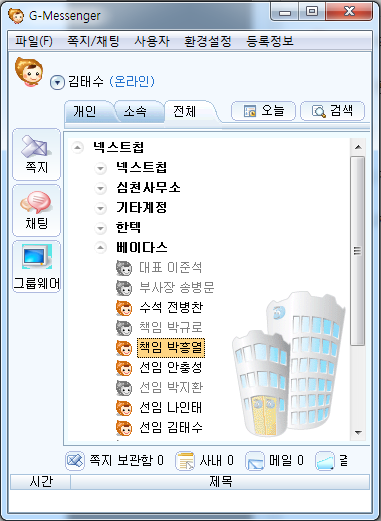 G-Messenger
파일(F) 쪽지/채팅 사용자 환경설정 등록정보
김태수 (온라인)
개인 소속 전체 오늘 검색
쪽지
채팅
그룹웨어
넥스트칩
넥스트칩
심천사무소
기타계정
한텍
베이다스
대표 이준석
부사장 송병문
수석 전병찬
책임 박규로
책임 박흥열
선임 안충성
선임 박지환
선임 나인태
선임 김태수
쪽지 보관함 0 사내 0 메일 0 결
시간 제목